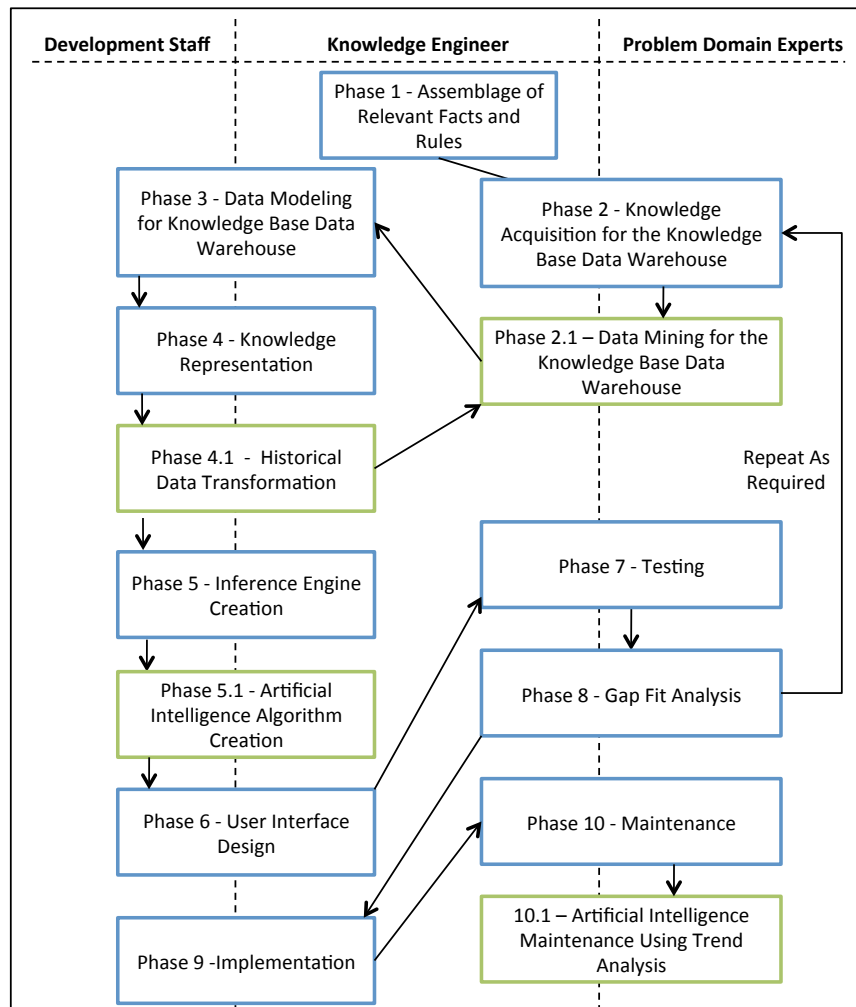 Development Staff
Knowledge Engineer
Problem Domain Experts
Phase 1 - Assemblage of
Relevant Facts and
Rules
Phase 3 - Data Modeling
for Knowledge Base Data
Warehouse
Phase 2 - Knowledge
Acquisition for the Knowledge
Base Data Warehouse
Phase 4 - Knowledge
Representation
Phase 2.1 – Data Mining for the
Knowledge Base Data
Warehouse
Phase 4.1 - Historical
Data Transformation
Repeat As
Required
Phase 5 - Inference Engine
Creation
Phase 7 - Testing
Phase 5.1 - Artificial
Intelligence Algorithm
Creation
Phase 8 - Gap Fit Analysis
Phase 6 - User Interface
Design
Phase 10 - Maintenance
Phase 9 -Implementation
10.1 – Artificial Intelligence
Maintenance Using Trend
Analysis